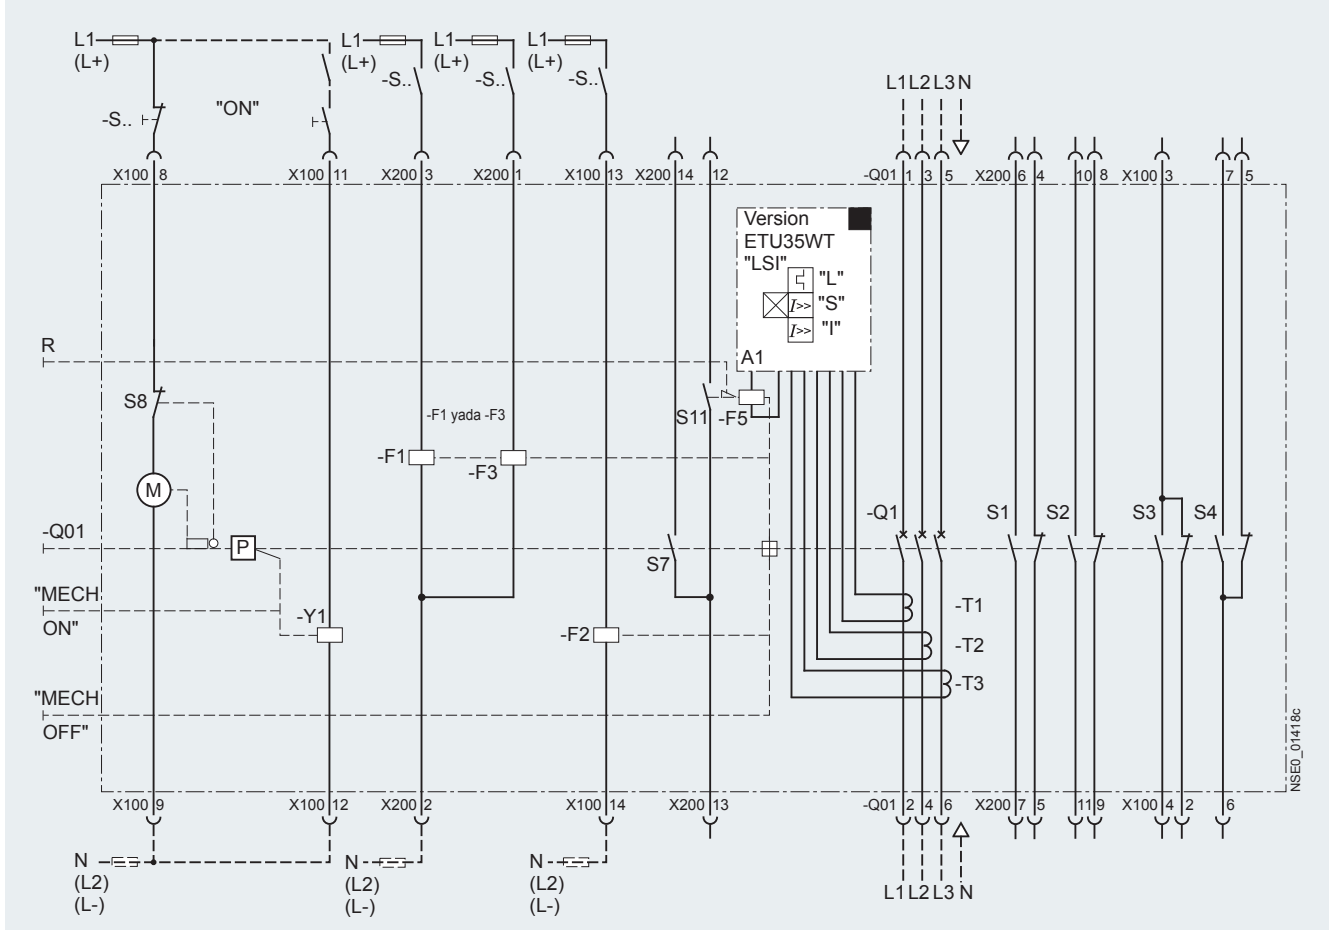 L1 L1 L1 L1
(L+) (L+) (L+) (L+)
-S.. "ON" -S.. -S.. -S..
L1 L2 L3 N
X100 8 X100 11 X200 3 X200 1 X100 13 X200 14 12 -Q01 1 3 5 X200 6 4 10 8 X100 3 7 5
Version
ETU35WT
"LSI"
"L"
I>> "S"
I>> "I"
A1
R
S8
-F1 yada -F3
S11 -F5
-F1
-F3
M
-Q01
P
S7
-Q1 S1 S2 S3 S4
"MECH
ON"
-Y1
-F2
-T1
-T2
-T3
"MECH
OFF"
NSE0_01418c
X100 9 X100 12 X200 2 X100 14 X200 13 -Q01 2 4 6 X200 7 5 11 9 X100 4 2 6
N N N
(L2) (L2) (L2)
(L-) (L-) (L-)
L1 L2 L3 N